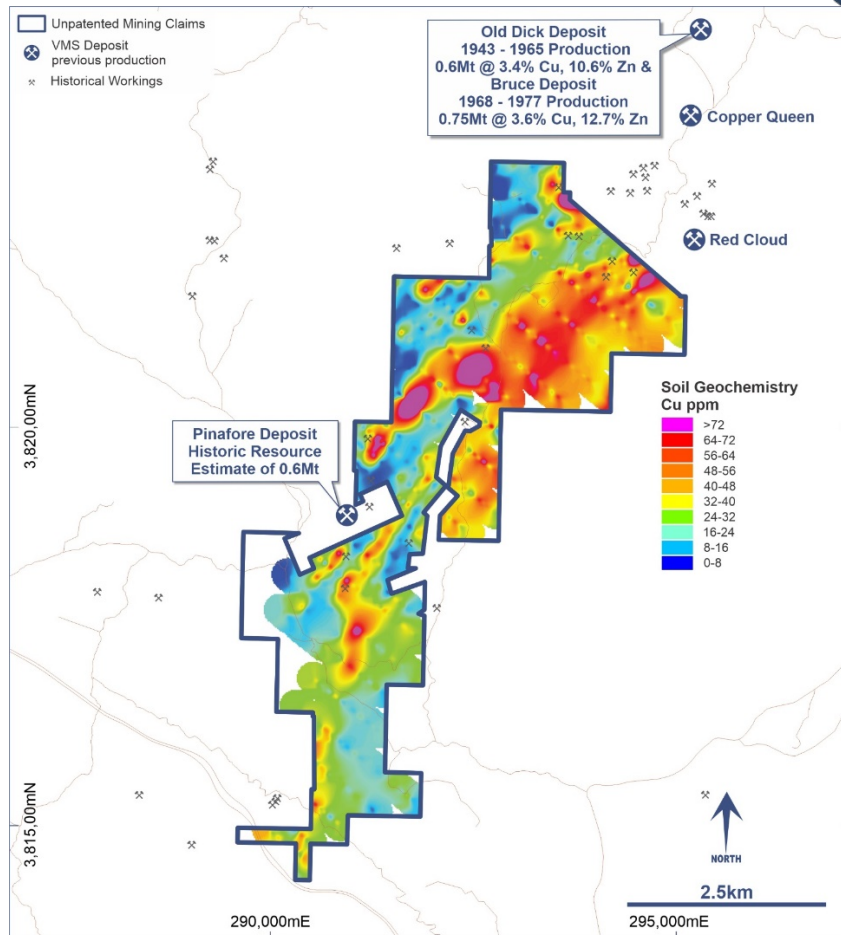 Unpatented Mining Claims
VMS Deposit
previous production
Historical Workings
Old Dick Deposit
1943 - 1965 Production
0.6Mt @ 3.4% Cu, 10.6% Zn &
Bruce Deposit
1968 - 1977 Production
0.75Mt @ 3.6% Cu, 12.7% Zn
Copper Queen
Red Cloud
Pinafore Deposit
Historic Resource
Estimate of 0.6Mt
Soil Geochemistry
Cu ppm
>72
64-72
56-64
48-56
40-48
32-40
24-32
16-24
8-16
0-8
3,820,00mN
3,815,00mN
NORTH
2.5km
290,000mE
295,000mE